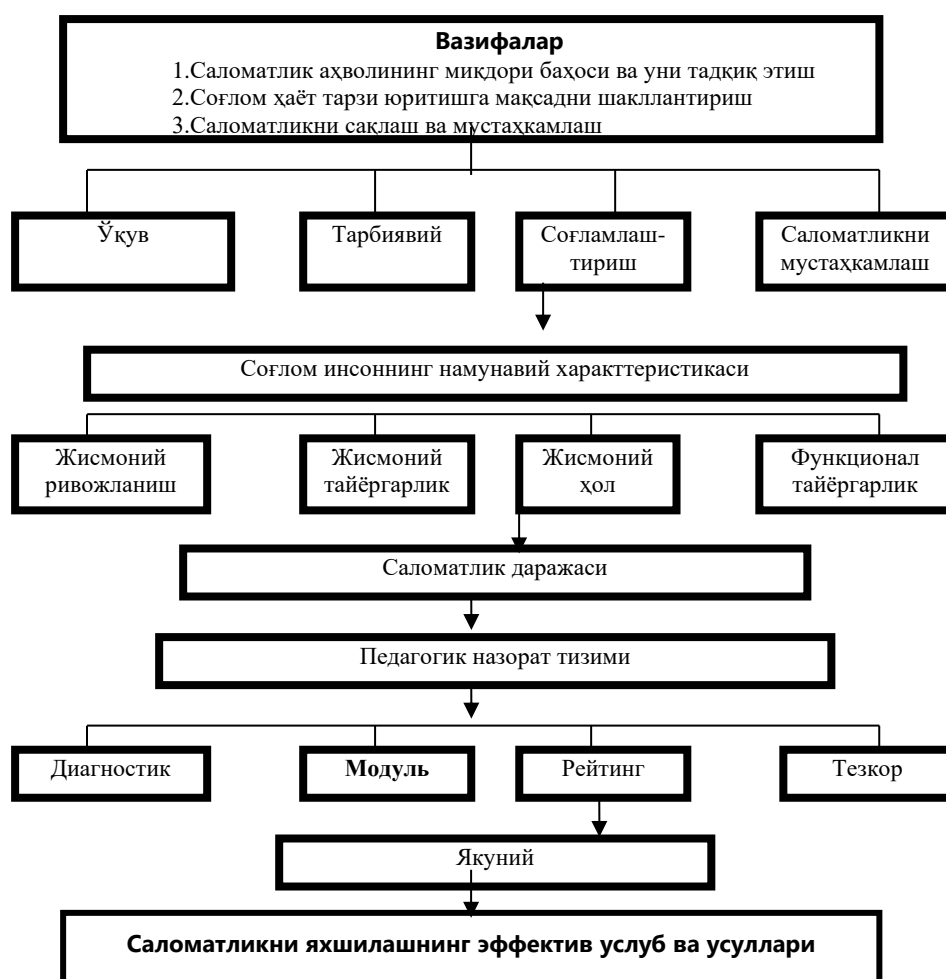 Вазифалар
1.Саломатлик аҳволининг миқдори баҳоси ва уни тадқиқ этиш
2.Соғлом ҳаёт тарзи юритишга мақсадни шакллантириш
3.Саломатликни сақлаш ва мустаҳкамлаш
Ўқув
Тарбиявий
Соғламлаш-
тириш
Саломатликни
мустаҳкамлаш
Соғлом инсоннинг намунавий характтеристикаси
Жисмоний
ривожланиш
Жисмоний
тайёргарлик
Жисмоний
ҳол
Функционал
тайёргарлик
Саломатлик даражаси
Педагогик назорат тизими
Диагностик
Модуль
Рейтинг
Тезкор
Якуний
Саломатликни яхшилашнинг эффектив услуб ва усуллари